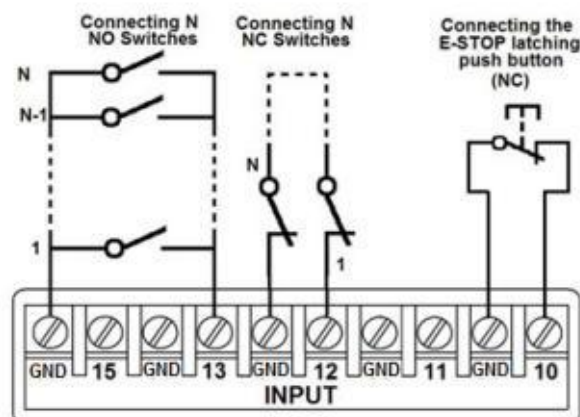 Connecting N
NO Switches
Connecting N
NC Switches
Connecting the
E-STOP latching
push button
(NC)
N
N-1
1
N
1
GND 15 GND 13 GND 12 GND 11 GND 10
INPUT